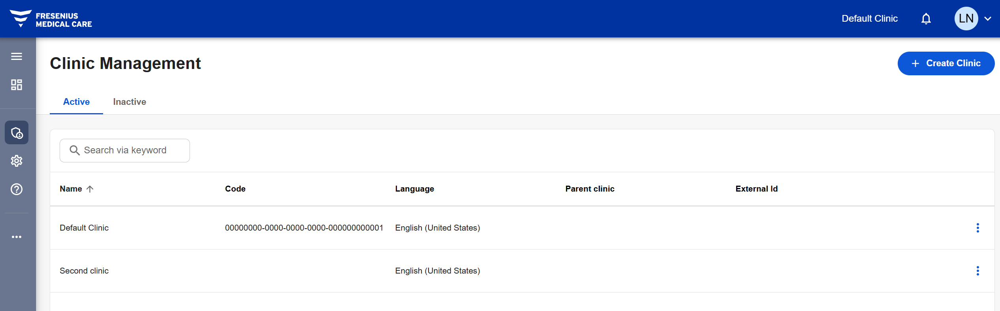 FRESENIUS
MEDICAL CARE
Default Clinic
LN
Clinic Management
Create Clinic
Active Inactive
Search via keyword
Name Code Language Parent clinic External Id
Default Clinic 00000000-0000-0000-0000-000000000001 English (United States)
Second clinic English (United States)